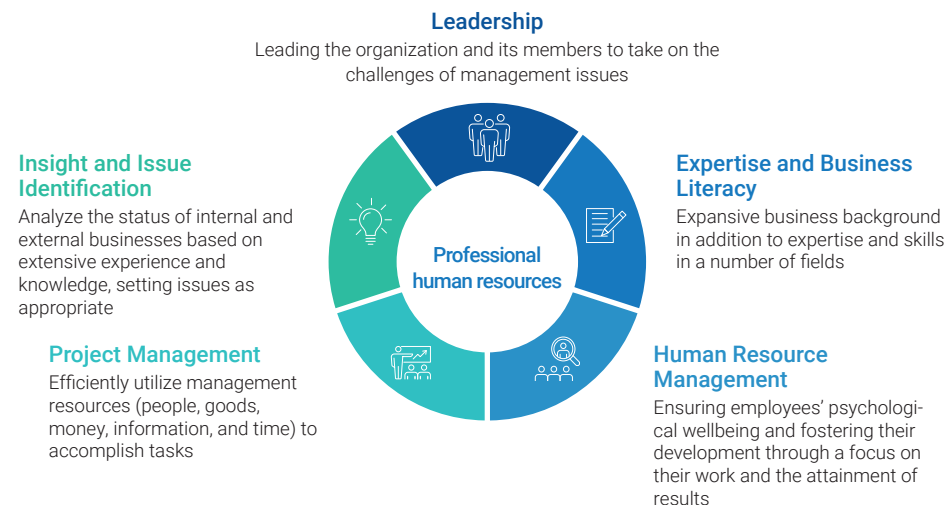 Leadership
Leading the organization and its members to take on the
challenges of management issues
Insight and Issue
Identification
Analyze the status of internal and
external businesses based on
extensive experience and
knowledge, setting issues as
appropriate
Expertise and Business
Literacy
Expansive business background
in addition to expertise and skills
in a number of fields
Professional
human resources
Project Management
Efficiently utilize management
resources (people, goods,
money, information, and time) to
accomplish tasks
Human Resource
Management
Ensuring employees’ psychologi-
cal wellbeing and fostering their
development through a focus on
their work and the attainment of
results